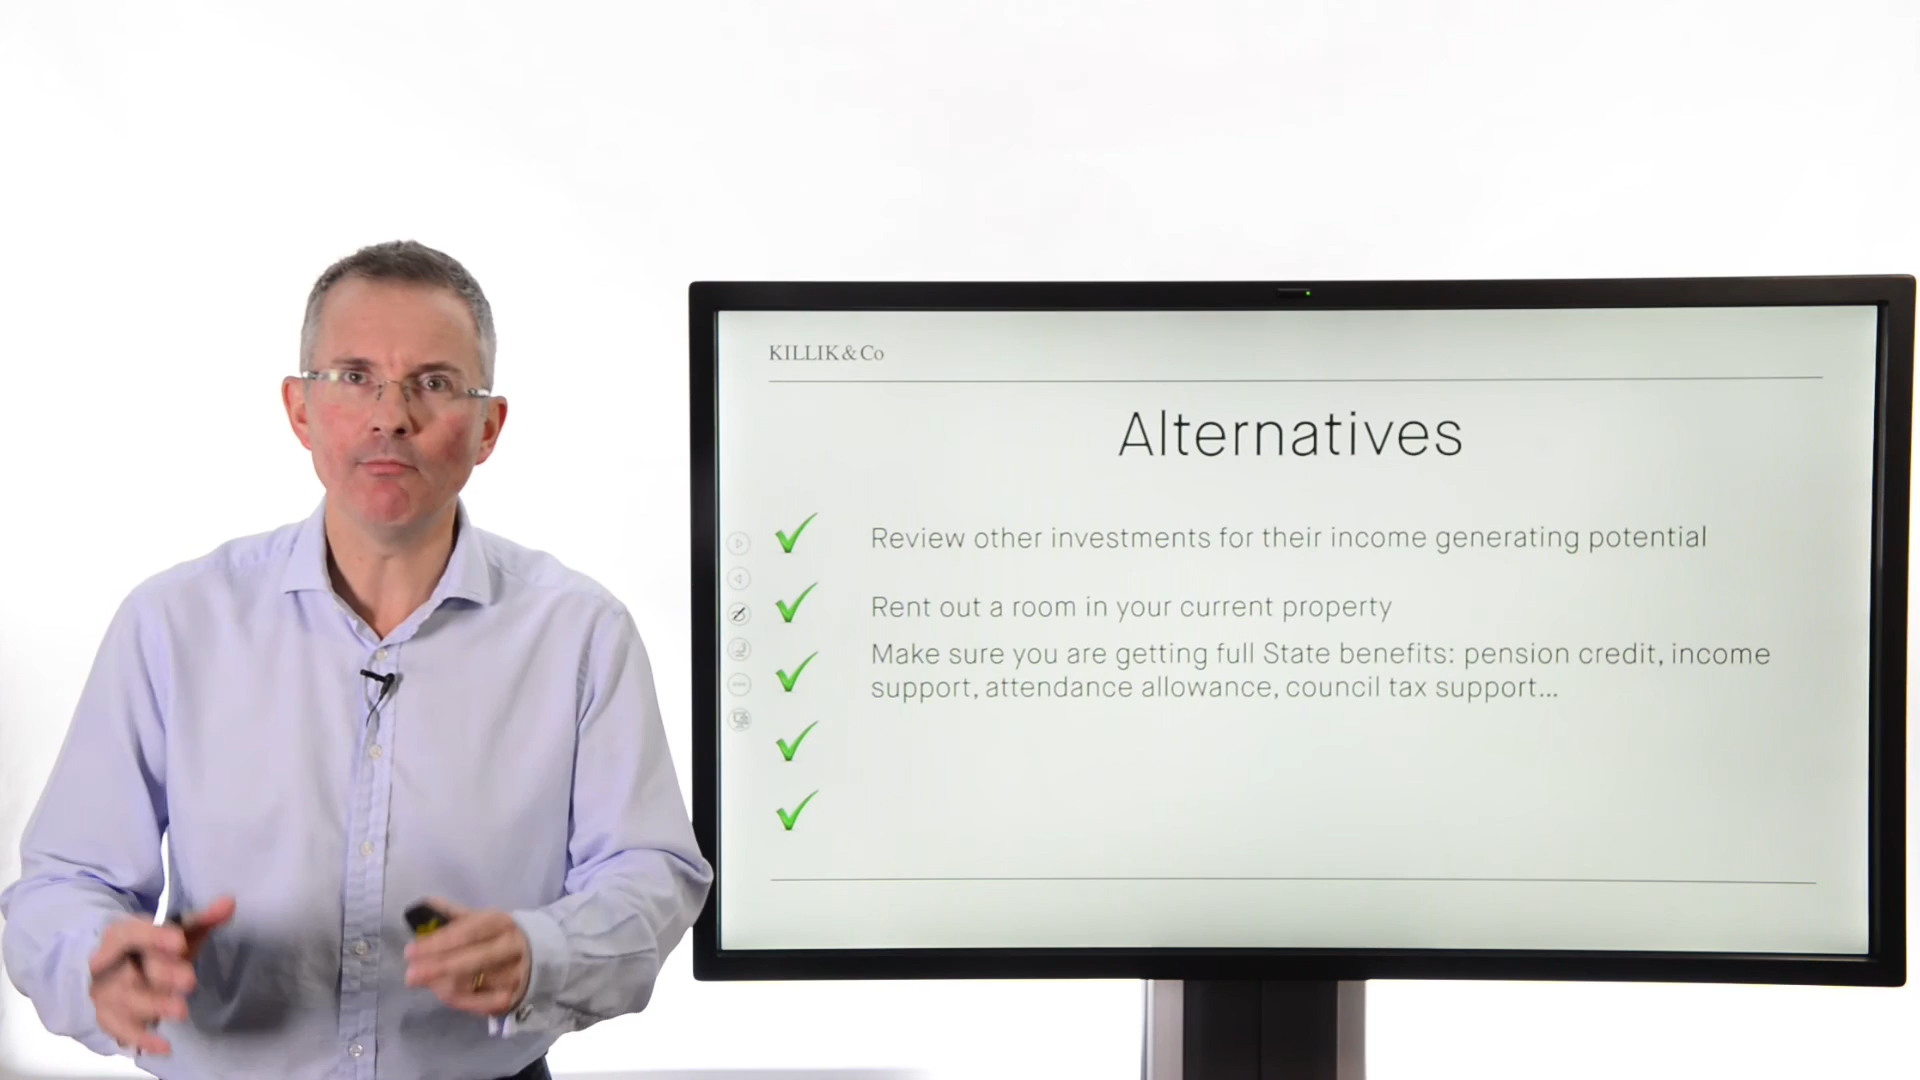 KILLIK & Co
Alternatives
Review other investments for their income generating potential
Rent out a room in your current property
Make sure you are getting full State benefits: pension credit, income
support, attendance allowance, council tax support...